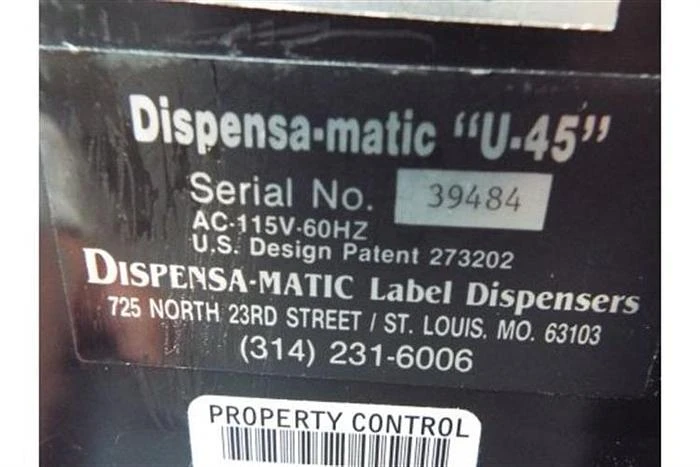 Dispensa-matic "U-45"
Serial No. 39484
AC-115V-60HZ
U.S. Design Patent 273202
DISPENSA-MATIC Label Dispensers
725 NORTH 23RD STREET / ST. LOUIS. MO. 63103
(314) 231-6006
PROPERTY CONTROL